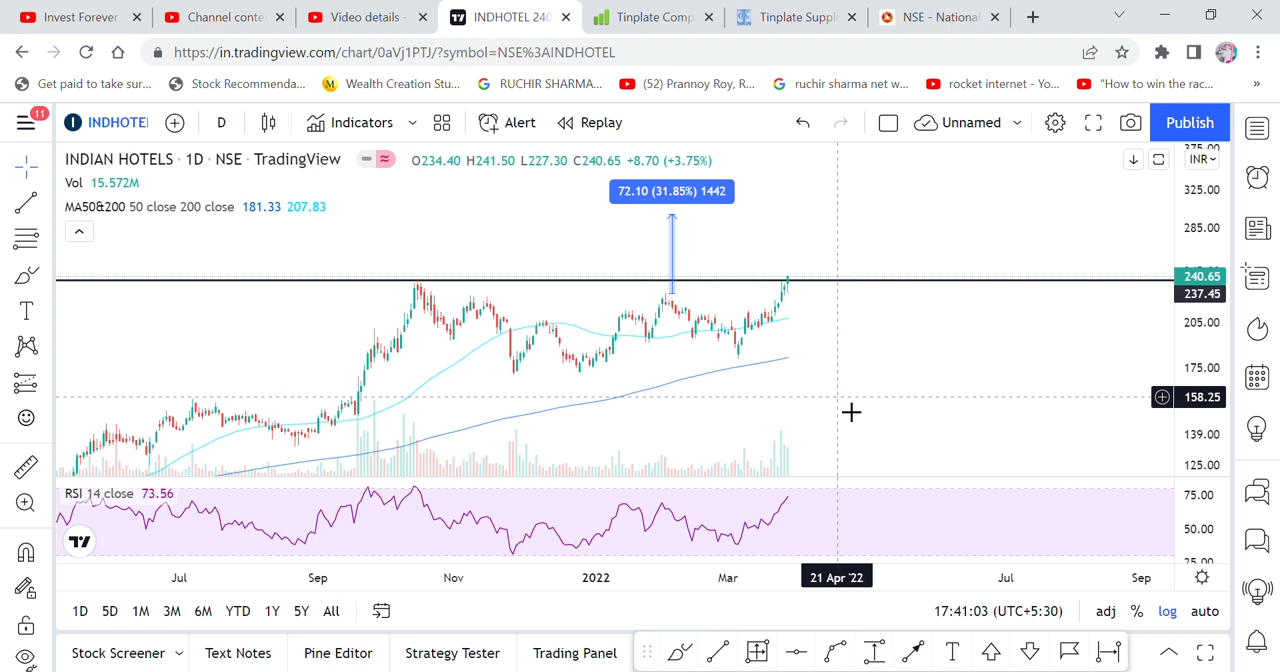 Invest Forever
Channel conte
Video details -
INDHOTEL 240
Tinplate Comp
Tinplate Suppli
NSE - National
https://in.tradingview.com/chart/0aVj1PTJ/?symbol=NSE%3AINDHOTEL
Get paid to take sur...
Stock Recommenda...
M Wealth Creation Stu...
G RUCHIR SHARMA...
(52) Prannoy Roy, R...
G ruchir sharma net w...
rocket internet - Yo...
"How to win the rac...
»
11
I INDHOTEL
D
Indicators
Alert
Replay
Unnamed
Publish
INDIAN HOTELS · 1D · NSE · TradingView
O234.40 H241.50 L227.30 C240.65 +8.70 (+3.75%)
INR
Vol 15.572M
72.10 (31.85%) 1442
MA50&200 50 close 200 close 181.33 207.83
375.00
325.00
285.00
240.65
237.45
205.00
175.00
158.25
139.00
125.00
RSI 14 close 73.56
75.00
50.00
25.00
Jul
Sep
Nov
2022
Mar
21 Apr '22
Jul
Sep
1D 5D 1M 3M 6M YTD 1Y 5Y All
17:41:03 (UTC+5:30)
adj % log auto
Stock Screener
Text Notes
Pine Editor
Strategy Tester
Trading Panel